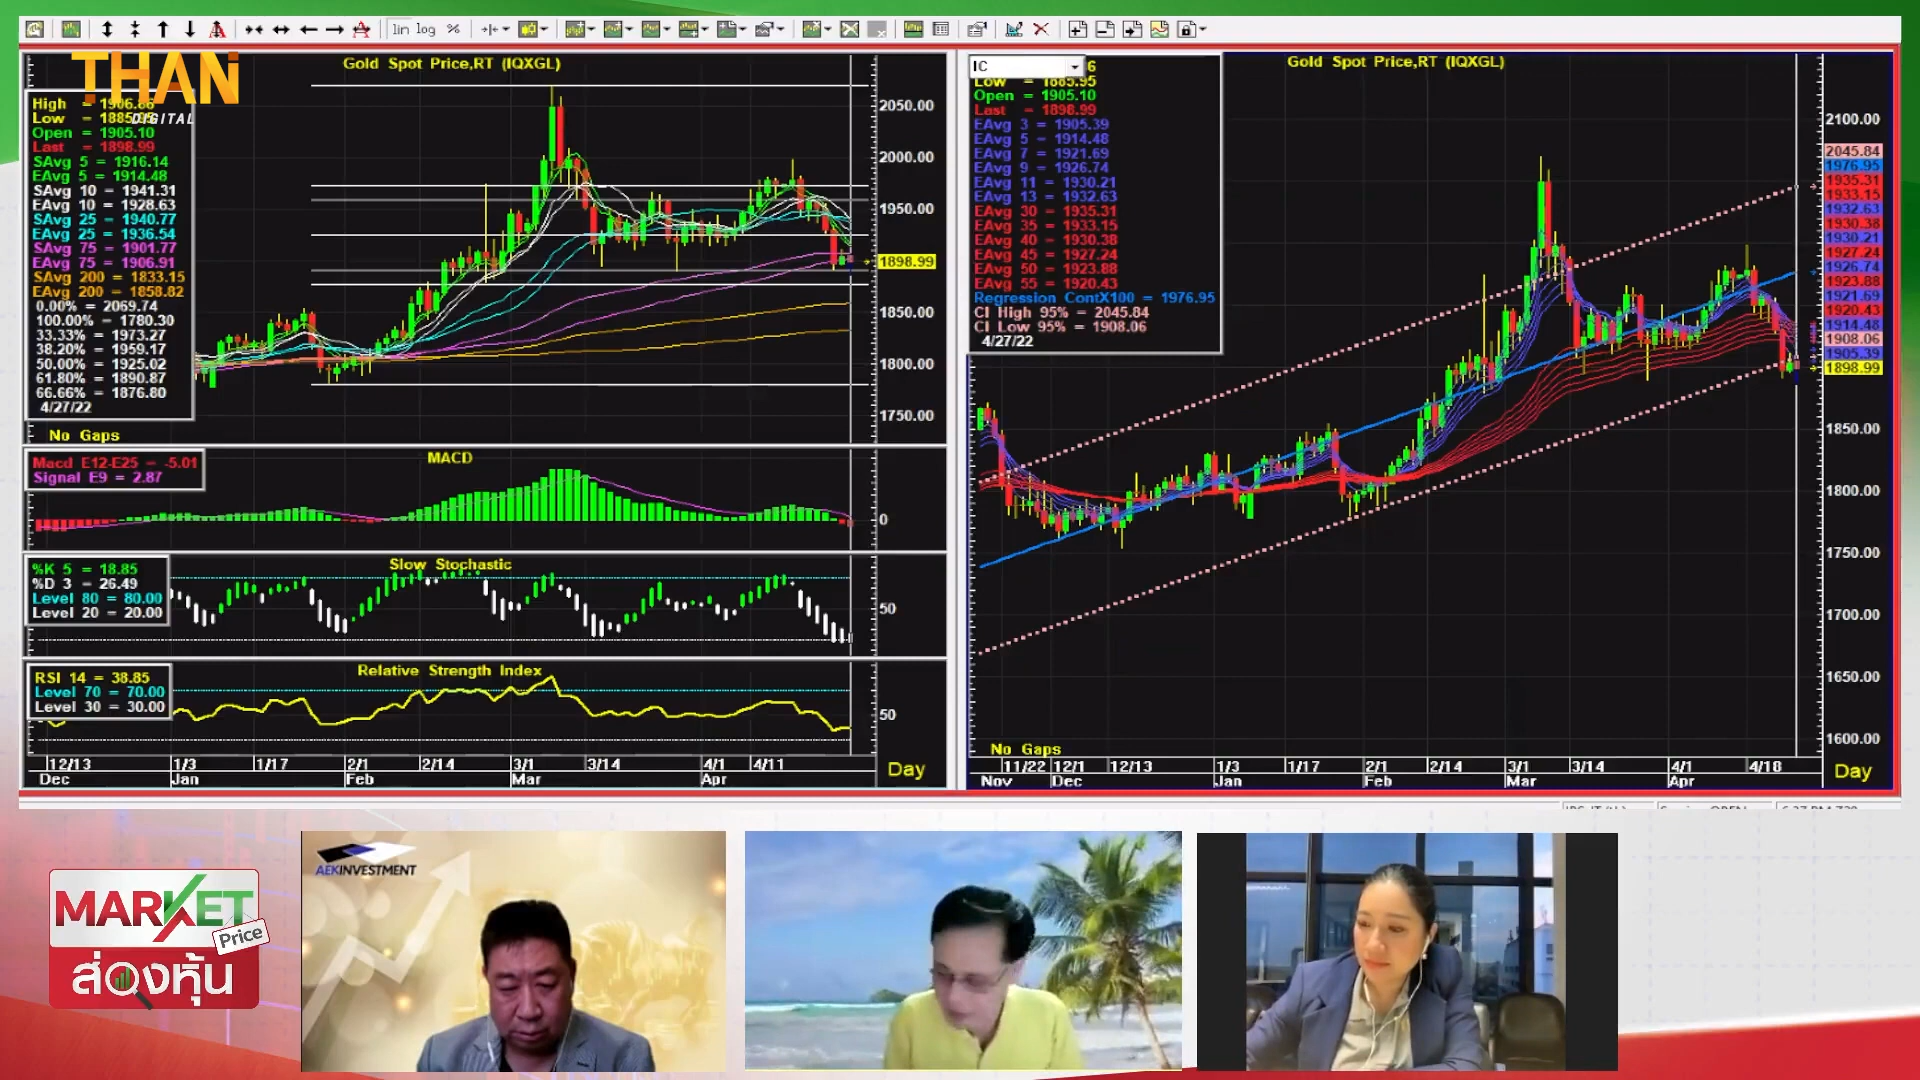 lin log %
THAN
DIGITAL
Gold Spot Price,RT (IQXGL)
High = 1906.86
Low = 1885.95
Open = 1905.10
Last = 1898.99
SAvg 5 = 1916.14
EAvg 5 = 1914.48
SAvg 10 = 1941.31
EAvg 10 = 1928.63
SAvg 25 = 1940.77
EAvg 25 = 1936.54
SAvg 75 = 1901.77
EAvg 75 = 1906.91
SAvg 200 = 1833.15
EAvg 200 = 1858.82
0.00% = 2069.74
100.00% = 1780.30
33.33% = 1973.27
38.20% = 1959.17
50.00% = 1925.02
61.80% = 1890.87
66.66% = 1876.80
4/27/22
No Gaps
2050.00
2000.00
1950.00
1898.99
1850.00
1800.00
1750.00
MACD
Macd E12-E25 = -5.01
Signal E9 = 2.87
0
Slow Stochastic
%K 5 = 18.85
%D 3 = 26.49
Level 80 = 80.00
Level 20 = 20.00
50
Relative Strength Index
RSI 14 = 38.85
Level 70 = 70.00
Level 30 = 30.00
50
12/13 1/3 1/17 2/1 2/14 3/1 3/14 4/1 4/11
Dec Jan Feb Mar Apr
Day
IC
6
Gold Spot Price,RT (IQXGL)
Low = 1885.95
Open = 1905.10
Last = 1898.99
EAvg 3 = 1905.39
EAvg 5 = 1914.48
EAvg 7 = 1921.69
EAvg 9 = 1926.74
EAvg 11 = 1930.21
EAvg 13 = 1932.63
EAvg 30 = 1935.31
EAvg 35 = 1933.15
EAvg 40 = 1930.38
EAvg 45 = 1927.24
EAvg 50 = 1923.88
EAvg 55 = 1920.43
Regression ContX100 = 1976.95
CI High 95% = 2045.84
CI Low 95% = 1908.06
4/27/22
2100.00
2045.84
1976.95
1935.31
1933.15
1932.63
1930.38
1930.21
1927.24
1926.74
1923.88
1921.69
1920.43
1914.48
1908.06
1905.39
1898.99
1850.00
1800.00
1750.00
1700.00
1650.00
1600.00
No Gaps
11/22 12/1 12/13 1/3 1/17 2/1 2/14 3/1 3/14 4/1 4/18
Nov Dec Jan Feb Mar Apr
Day
MARKET
Price
ส่องหุ้น
AEKINVESTMENT